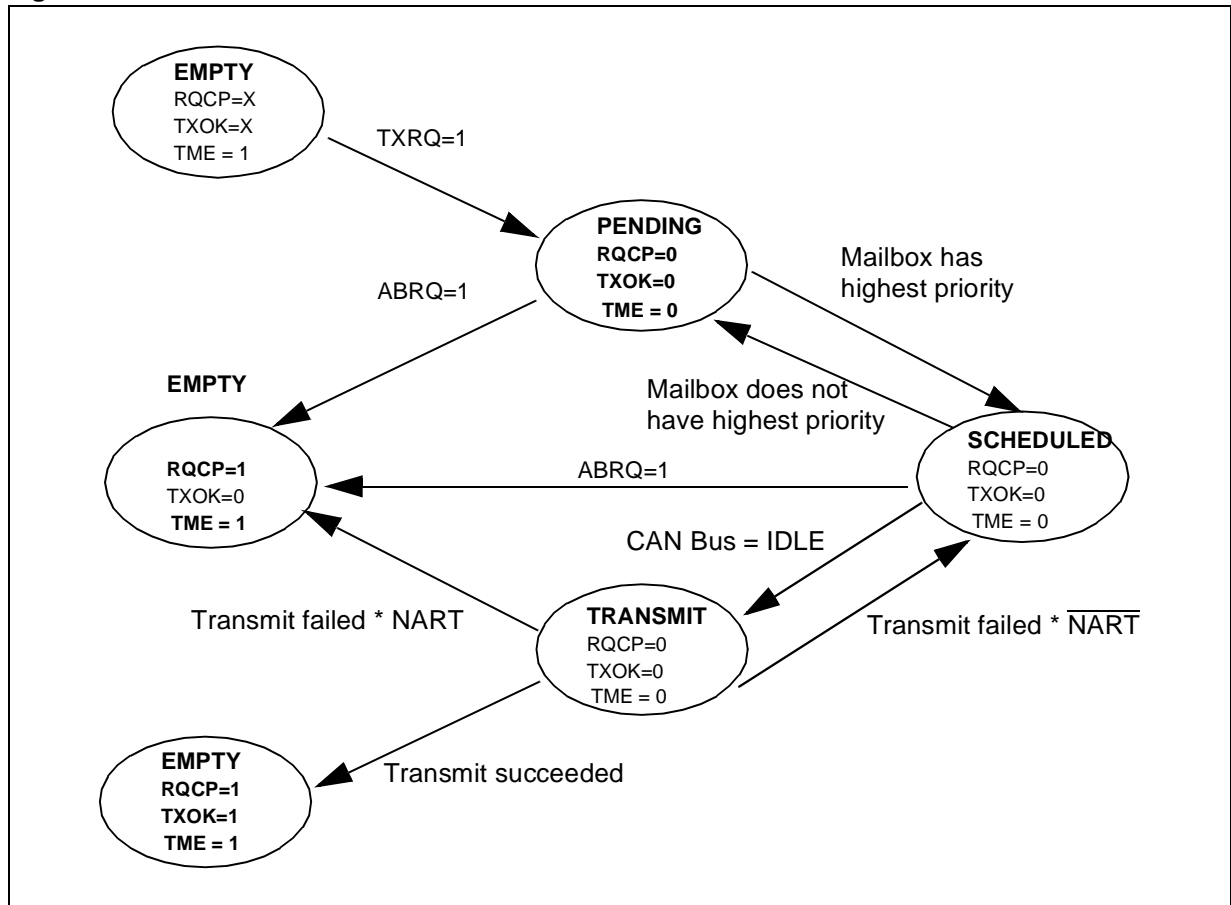 EMPTY
RQCP=X
TXOK=X
TME = 1
TXRQ=1
PENDING
RQCP=0
TXOK=0
TME = 0
Mailbox has
highest priority
ABRQ=1
EMPTY
RQCP=1
TXOK=0
TME = 1
Mailbox does not
have highest priority
SCHEDULED
RQCP=0
TXOK=0
TME = 0
ABRQ=1
CAN Bus = IDLE
Transmit failed * NART
TRANSMIT
RQCP=0
TXOK=0
TME = 0
Transmit failed * N̅A̅R̅T̅
EMPTY
RQCP=1
TXOK=1
TME = 1
Transmit succeeded